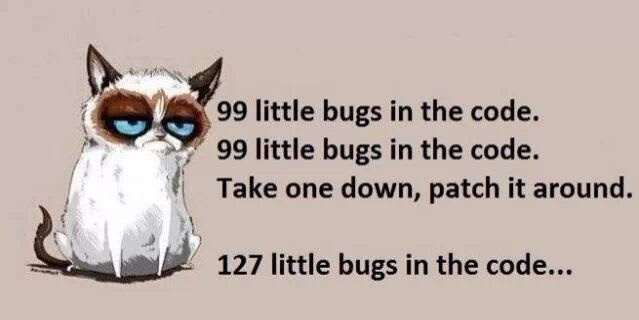 99 little bugs in the code.
99 little bugs in the code.
Take one down, patch it around.
127 little bugs in the code...